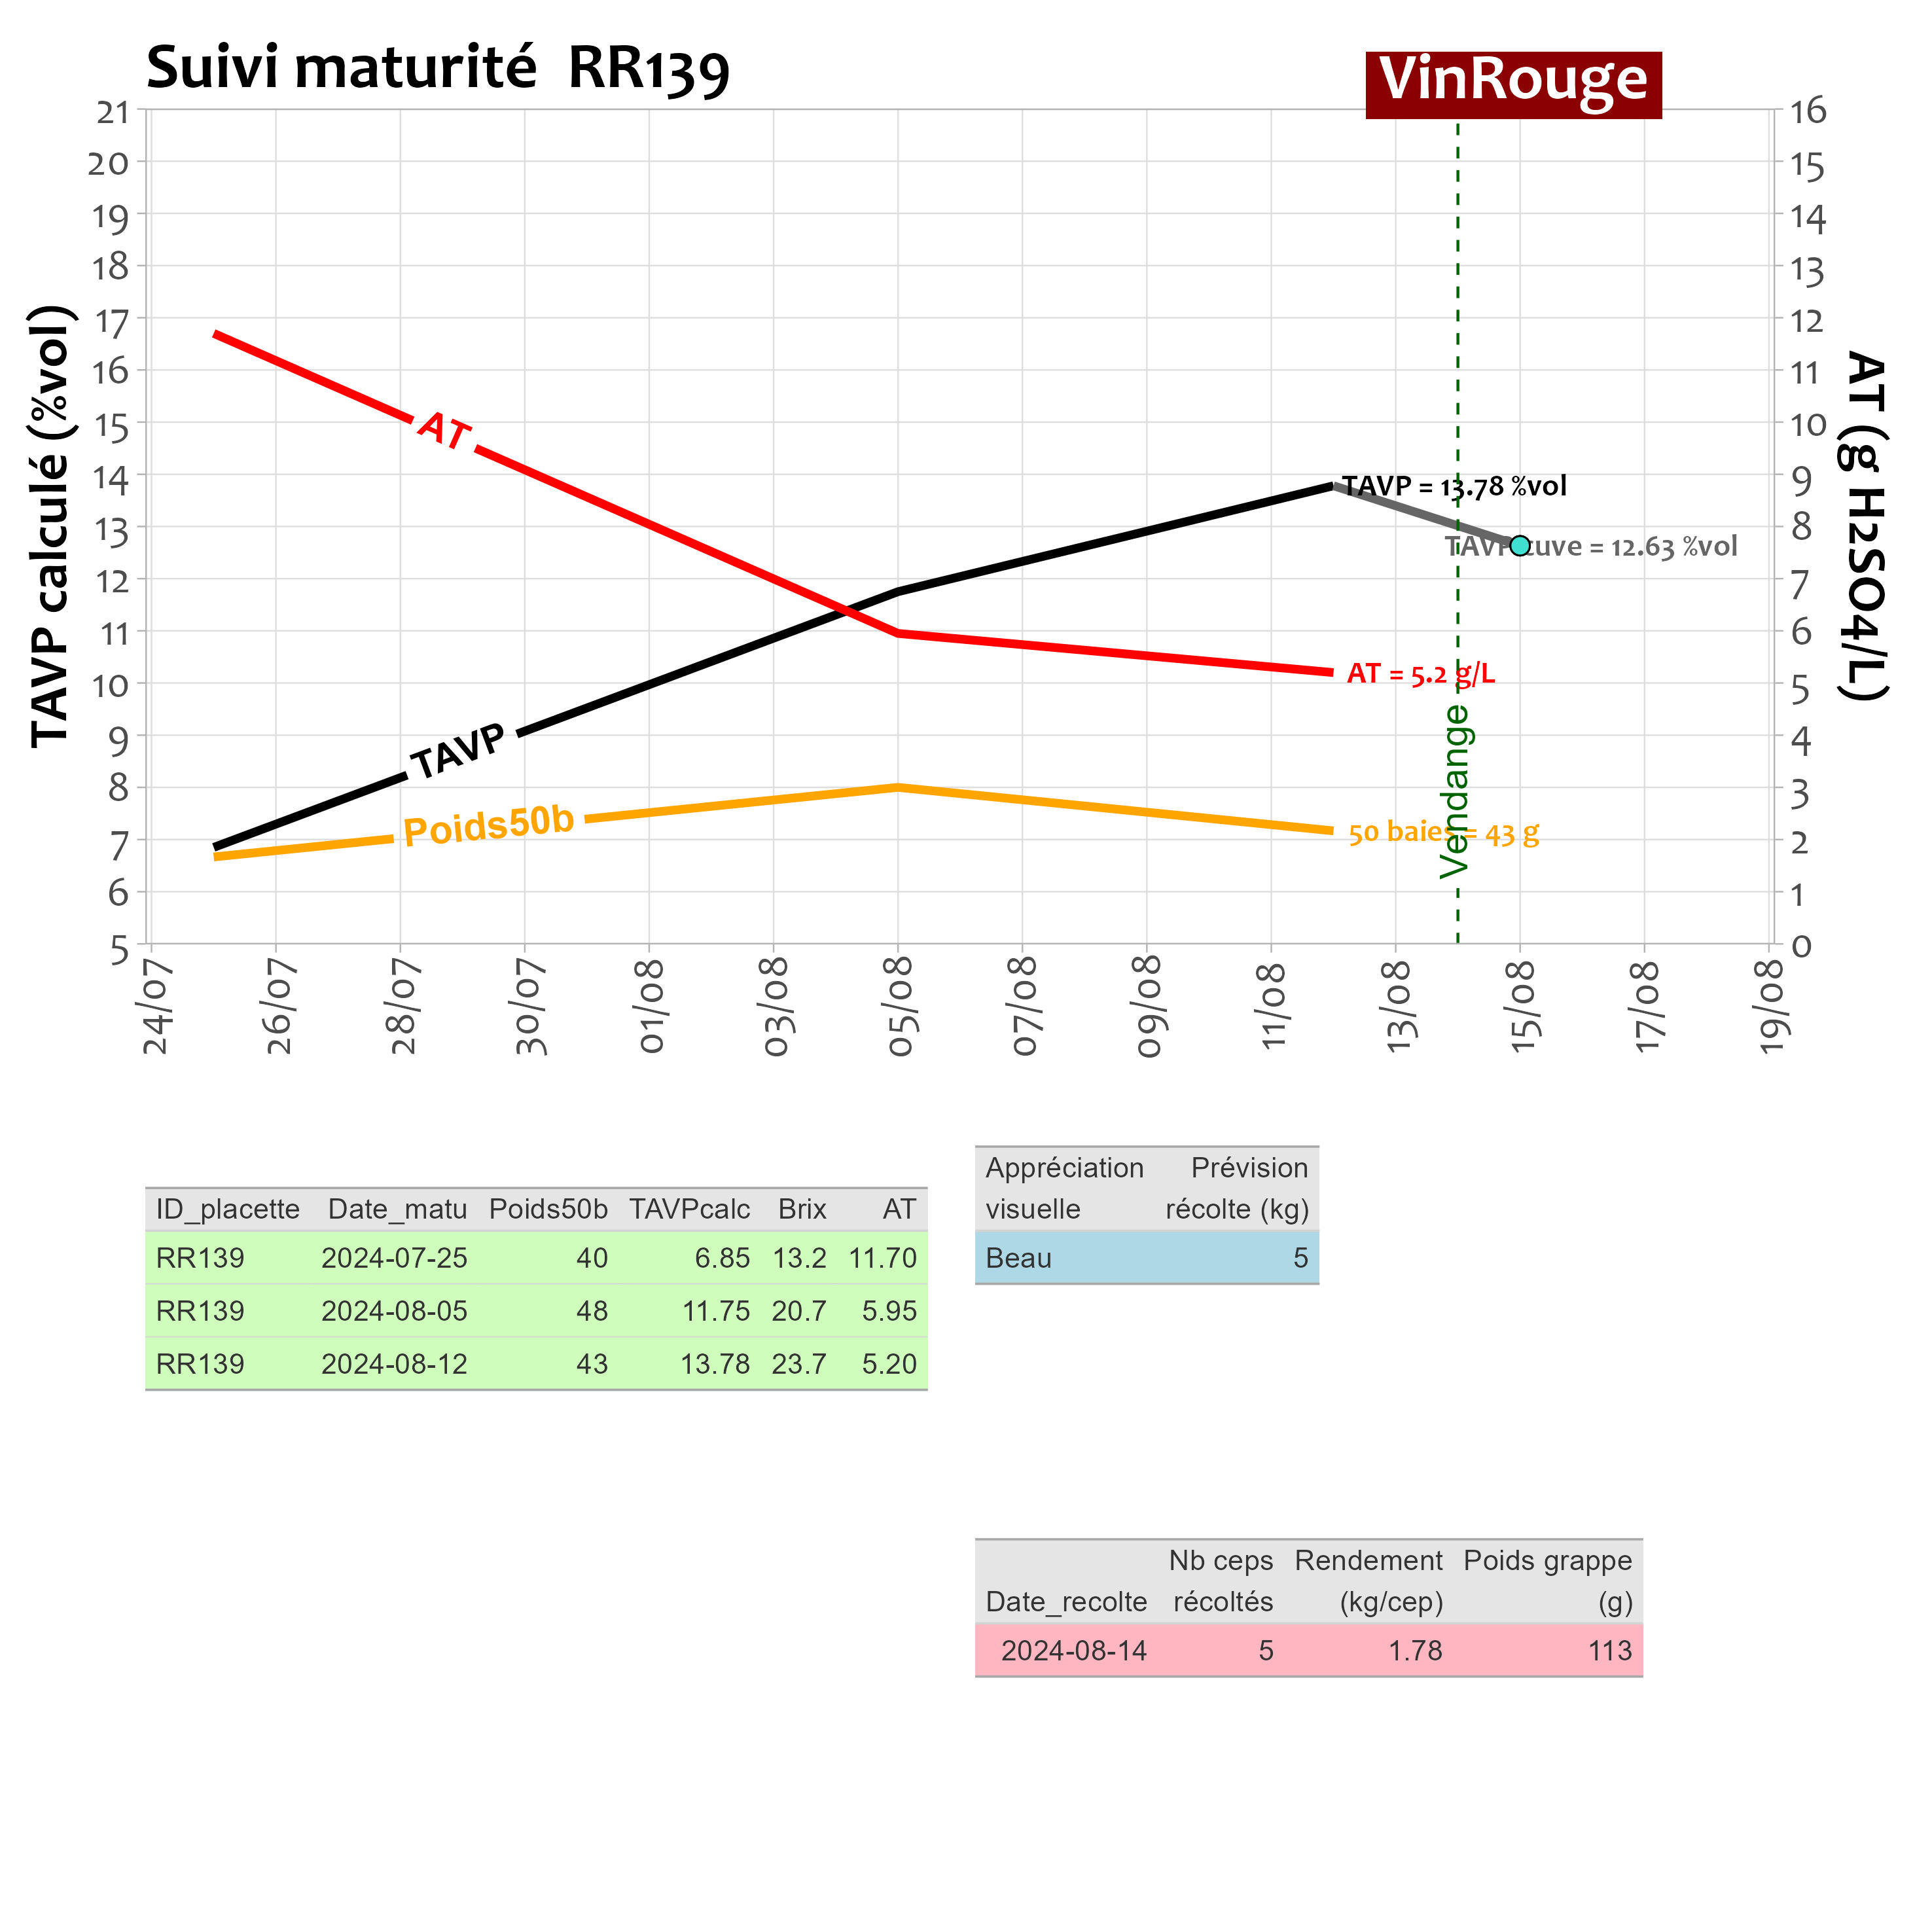 Suivi maturité RR139
VinRouge
TAVP calculé (%vol)
21
20
19
18
17
16
15
14
13
12
11
10
9
8
7
6
5
16
15
14
13
12
11
10
9
8
7
6
5
4
3
2
1
0
AT (g H2SO4/L)
AT
TAVP
Poids50b
TAVP = 13.78 %vol
TAVP cuve = 12.63 %vol
AT = 5.2 g/L
50 baies = 43 g
Vendange
24/07
26/07
28/07
30/07
01/08
03/08
05/08
07/08
09/08
11/08
13/08
15/08
17/08
19/08
ID_placette Date_matu Poids50b TAVPcalc Brix AT
RR139 2024-07-25 40 6.85 13.2 11.70
RR139 2024-08-05 48 11.75 20.7 5.95
RR139 2024-08-12 43 13.78 23.7 5.20
Appréciation Prévision
visuelle récolte (kg)
Beau 5
Nb ceps Rendement Poids grappe
Date_recolte récoltés (kg/cep) (g)
2024-08-14 5 1.78 113